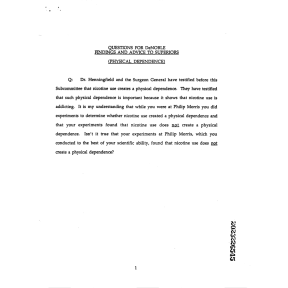 QUESTIONS FOR DeNOBLE
FINDINGS AND ADVICE TO SUPERIORS
(PHYSICAL DEPENDENCE)
Q: Dr. Henningfield and the Surgeon General have testified before this
Subcommittee that nicotine use creates a physical dependence. They have testified
that such physical dependence is important because it shows that nicotine use is
addicting. It is my understanding that while you were at Philip Morris you did
experiments to determine whether nicotine use created a physical dependence and
that your experiments found that nicotine use does not create a physical
dependence. Isn't it true that your experiments at Philip Morris, which you
conducted to the best of your scientific ability, found that nicotine use does not
create a physical dependence?
1